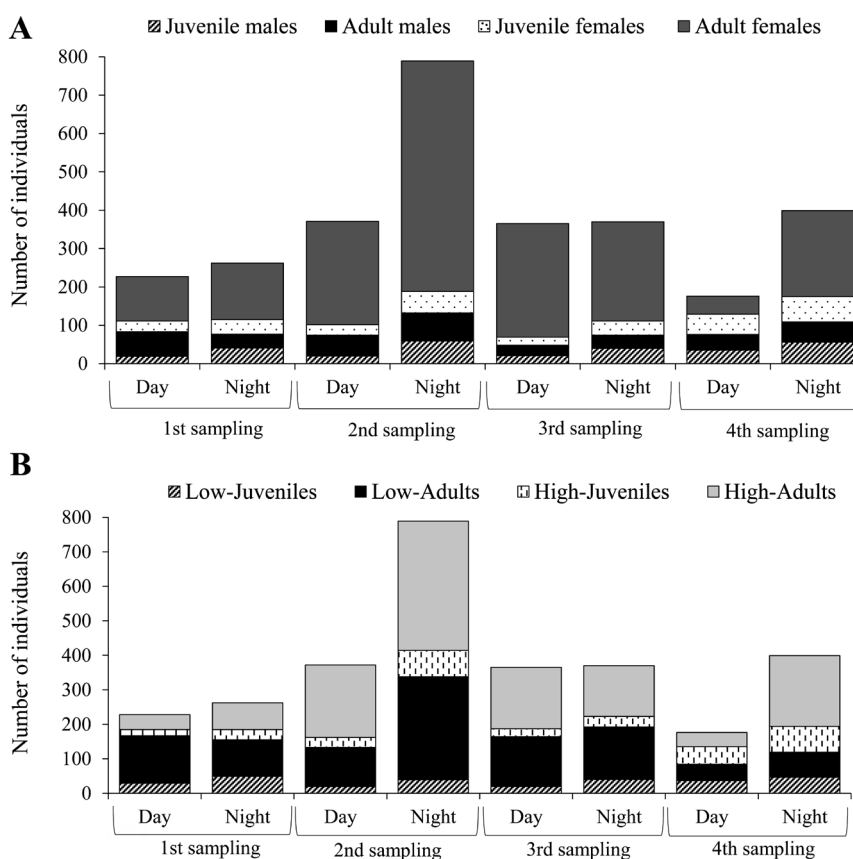 A
Juvenile males Adult males Juvenile females Adult females
Number of individuals
800
700
600
500
400
300
200
100
0
Day Night Day Night Day Night Day Night
1st sampling 2nd sampling 3rd sampling 4th sampling
B
Low-Juveniles Low-Adults High-Juveniles High-Adults
Number of individuals
800
700
600
500
400
300
200
100
0
Day Night Day Night Day Night Day Night
1st sampling 2nd sampling 3rd sampling 4th sampling